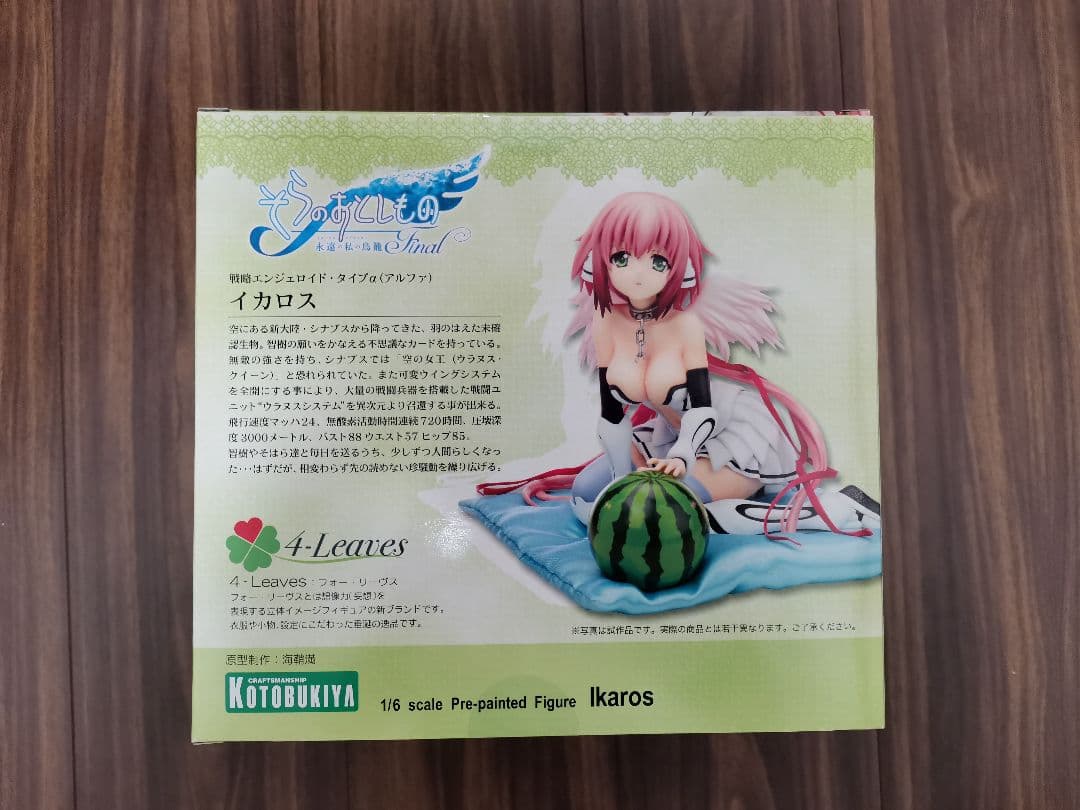 そらのおとしもの
永遠の私の鳥籠 Final
戦略エンジェロイド・タイプα(アルファ)
イカロス
空にある新大陸・シナプスから降ってきた、羽のはえた未確
認生物。智樹の願いをかなえる不思議なカードを持っている。
無敵の強さを持ち、シナプスでは「空の女王（ウラヌス・
クイーン）」と恐れられていた。また可変ウイングシステム
を全開にする事により、大量の戦闘兵器を搭載した戦闘ユ
ニット“ウラヌスシステム”を異次元より召還する事が出来る。
飛行速度マッハ24、無酸素活動時間連続720時間、圧壊深
度3000メートル、バスト88ウエスト57ヒップ85。
智樹やそはら達と毎日を送るうち、少しずつ人間らしくなっ
た・・・はずだが、相変わらず先の読めない珍騒動を繰り広げる。
4-Leaves
4-Leaves：フォー・リーヴス
フォー・リーヴスとは想像力(妄想)を
表現する立体イメージフィギュアの新ブランドです。
衣服や小物、設定にこだわった垂涎の逸品です。
※写真は試作品です。実際の商品とは若干異なります。ご了承ください。
原型制作：海鞘満
CRAFTSMANSHIP
KOTOBUKIYA
1/6 scale Pre-painted Figure Ikaros